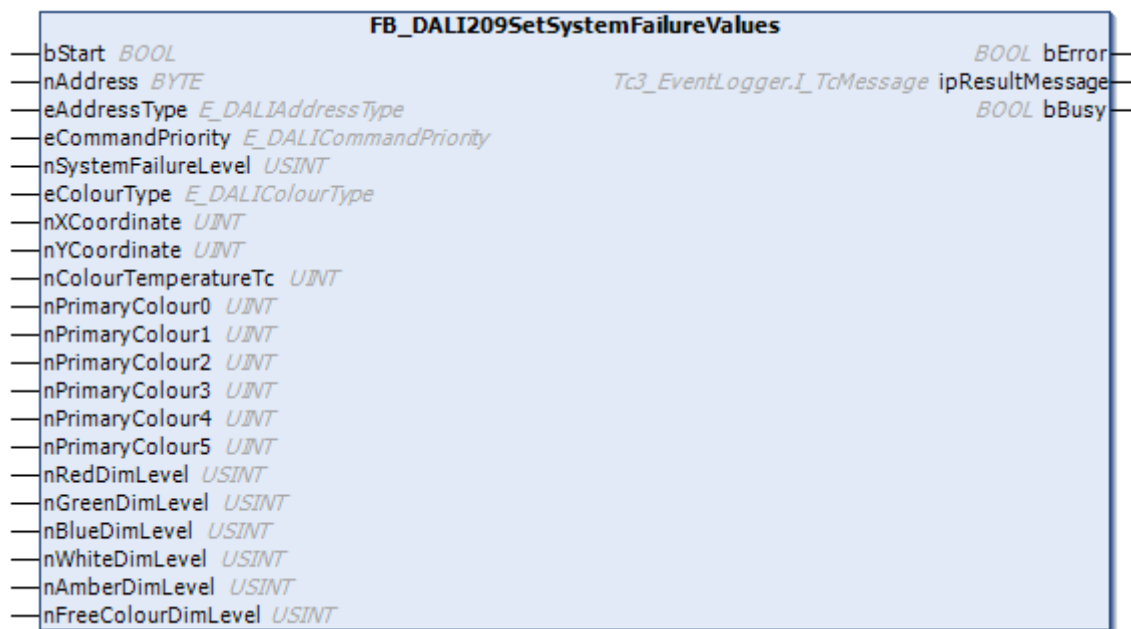 FB_DALI209SetSystemFailureValues
bStart BOOL BOOL bError
nAddress BYTE Tc3_EventLogger.I_TcMessage ipResultMessage
eAddressType E_DALIAddressType BOOL bBusy
eCommandPriority E_DALICommandPriority
nSystemFailureLevel USINT
eColourType E_DALIColourType
nXCoordinate UINT
nYCoordinate UINT
nColourTemperatureTc UINT
nPrimaryColour0 UINT
nPrimaryColour1 UINT
nPrimaryColour2 UINT
nPrimaryColour3 UINT
nPrimaryColour4 UINT
nPrimaryColour5 UINT
nRedDimLevel USINT
nGreenDimLevel USINT
nBlueDimLevel USINT
nWhiteDimLevel USINT
nAmberDimLevel USINT
nFreeColourDimLevel USINT